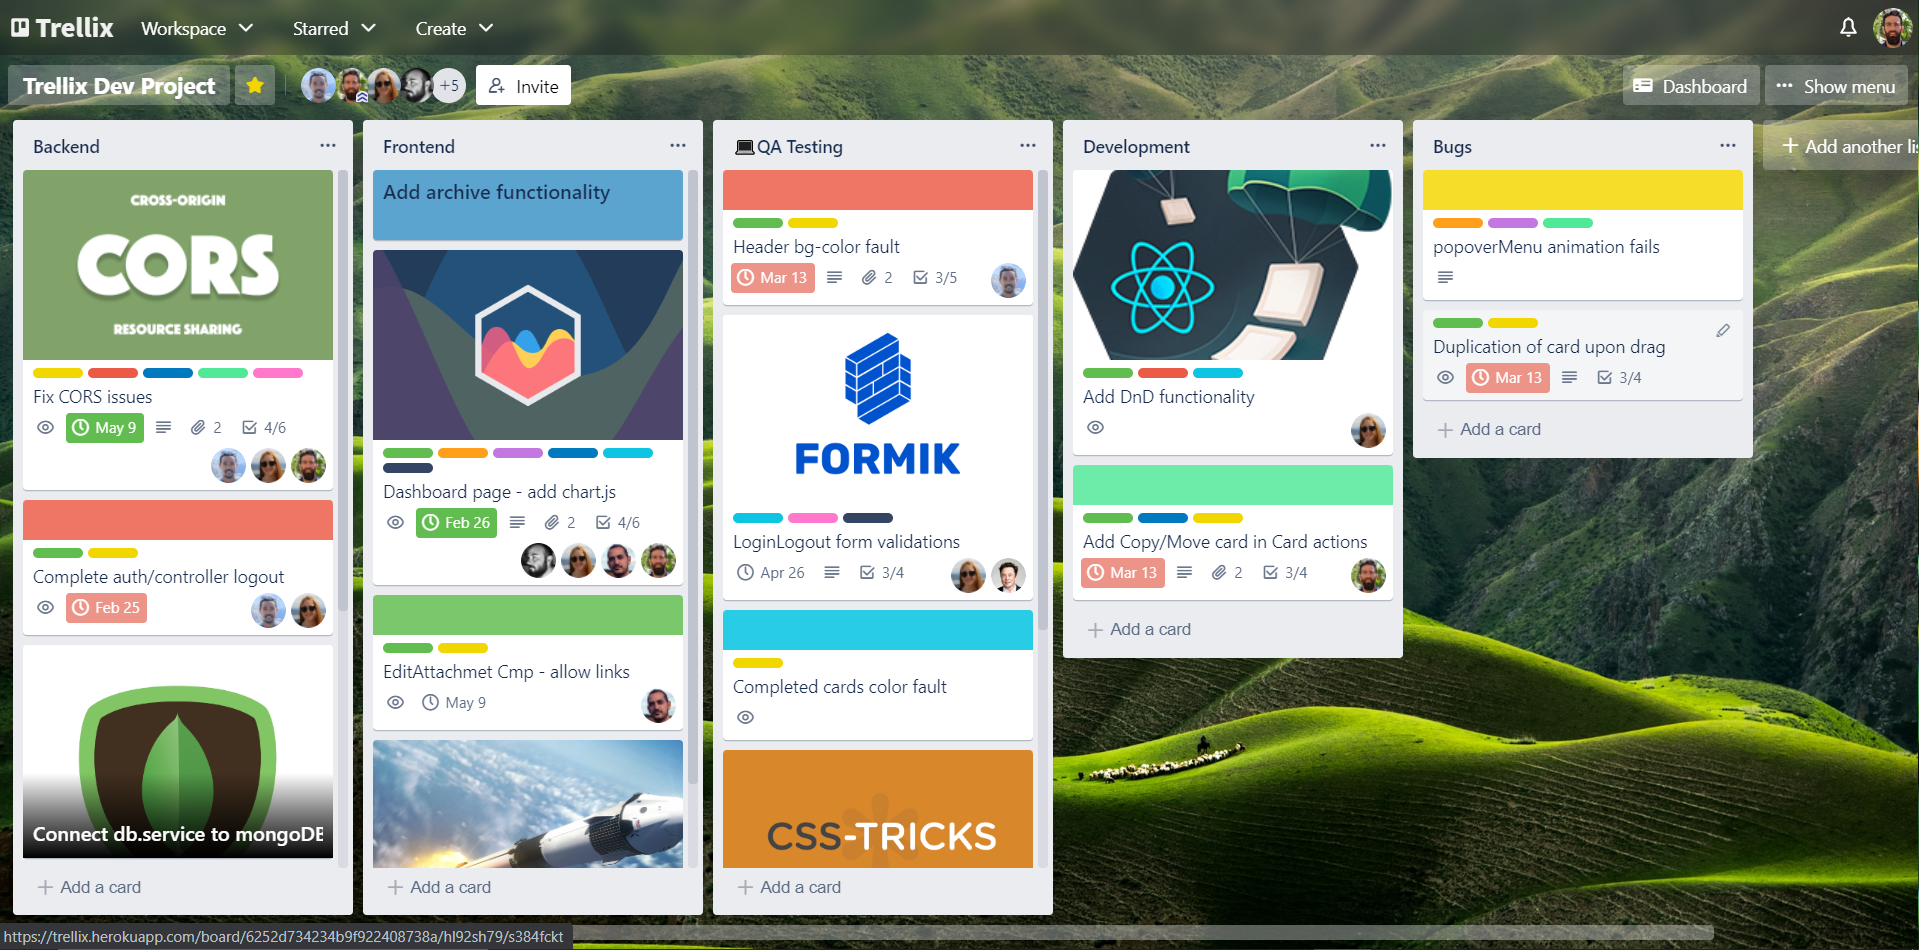 Trellix
Workspace
Starred
Create
Trellix Dev Project
+5
Invite
Dashboard
Show menu
Backend
CROSS-ORIGIN
CORS
RESOURCE SHARING
Fix CORS issues
May 9
2
4/6
Complete auth/controller logout
Feb 25
Connect db.service to mongoDB
Add a card
Frontend
Add archive functionality
Dashboard page - add chart.js
Feb 26
2
4/6
EditAttachmet Cmp - allow links
May 9
Add a card
QA Testing
Header bg-color fault
Mar 13
2
3/5
FORMIK
LoginLogout form validations
Apr 26
3/4
Completed cards color fault
CSS-TRICKS
Add a card
Development
Add DnD functionality
Add Copy/Move card in Card actions
Mar 13
2
3/4
Add a card
Bugs
popoverMenu animation fails
Duplication of card upon drag
Mar 13
3/4
Add a card
Add another lis
https://trellix.herokuapp.com/board/6252d734234b9f922408738a/hl92sh79/s384fckt